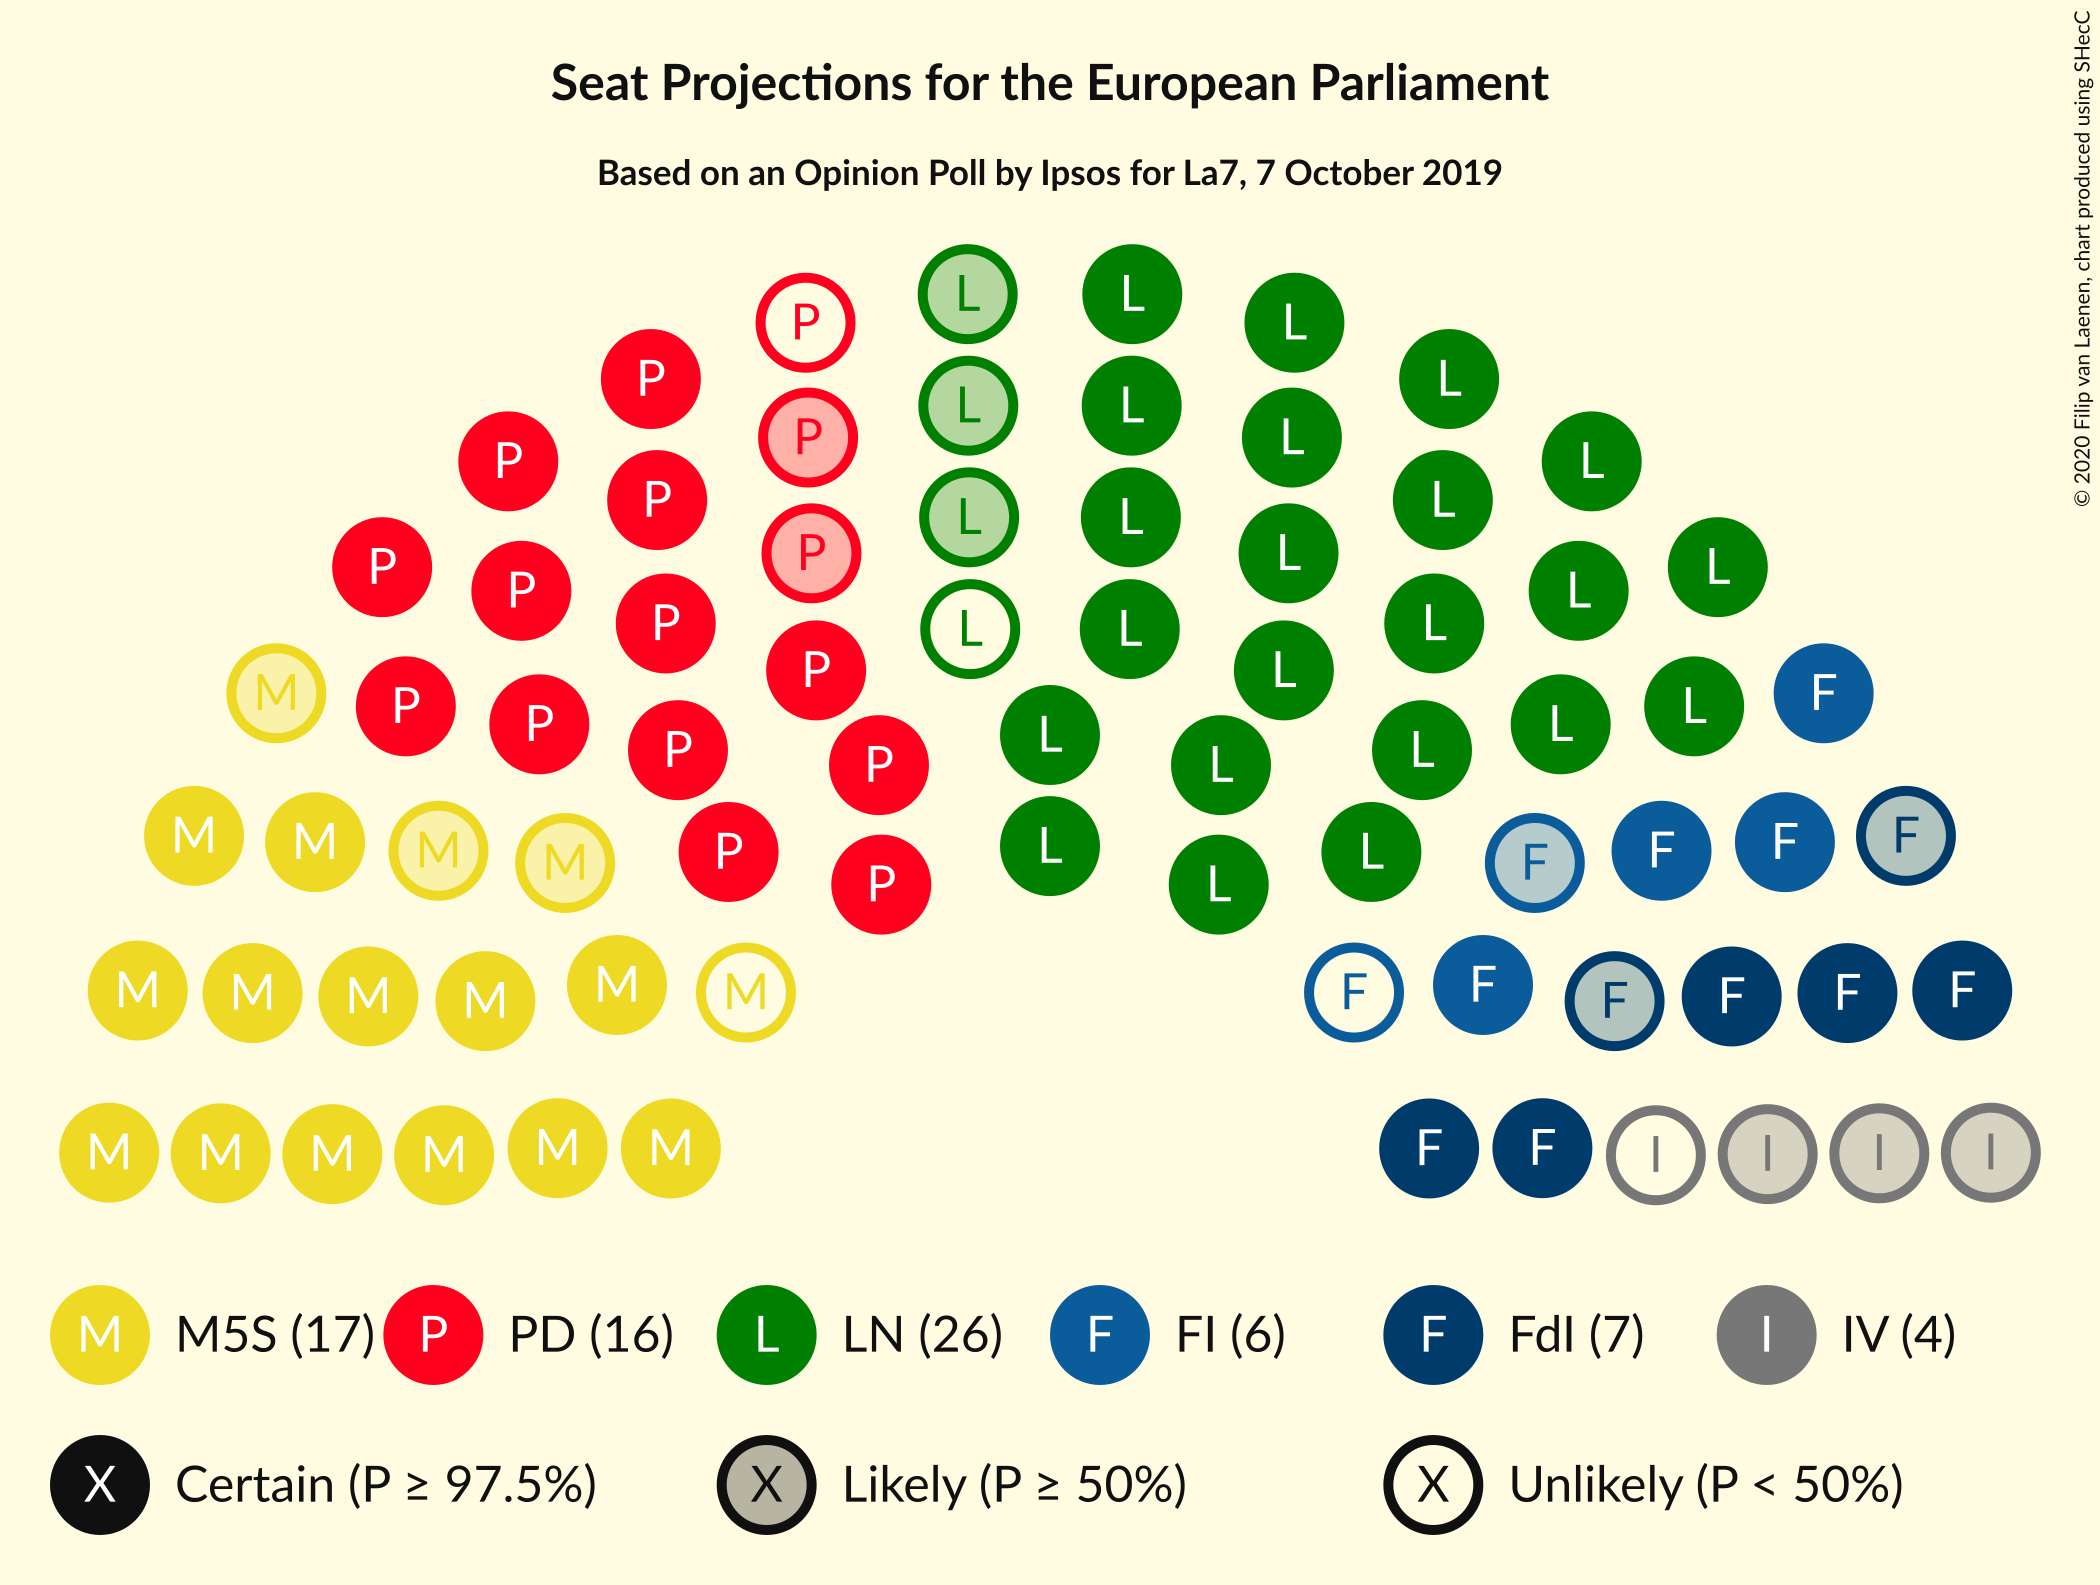 Seat Projections for the European Parliament
Based on an Opinion Poll by Ipsos for La7, 7 October 2019
© 2020 Filip van Laenen, chart produced using SHecC
L L
P L
P L
P L L
P L
P L
P P L L
P L
P L
P L
P P L L
P L
P L
P L L
M P P P L L L F
P L L P L
M M M M P L L F F F F
P L
M M M M M M F F F F F F
M M M M M M F F I I I I
M M5S (17) P PD (16) L LN (26) F FI (6) F FdI (7) I IV (4)
X Certain (P ≥ 97.5%) X Likely (P ≥ 50%) X Unlikely (P < 50%)